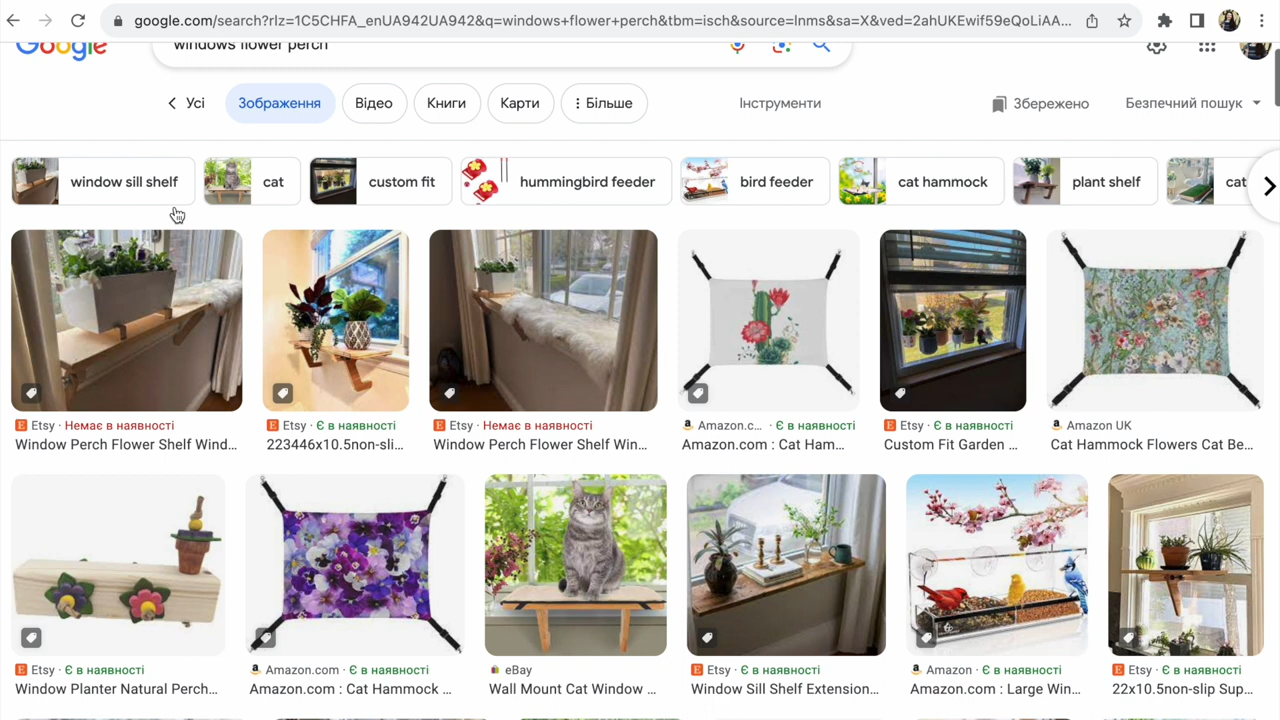 google.com/search?rlz=1C5CHFA_enUA942UA942&q=windows+flower+perch&tbm=isch&source=lnms&sa=X&ved=2ahUKEwif59eQoLiAA...
Google
windows flower perch
Усі
Зображення
Відео
Книги
Карти
Більше
Інструменти
Збережено
Безпечний пошук
window sill shelf
cat
custom fit
hummingbird feeder
bird feeder
cat hammock
plant shelf
cat
Etsy · Немає в наявності
Window Perch Flower Shelf Wind...
Etsy · Є в наявності
223446x10.5non-sli...
Etsy · Немає в наявності
Window Perch Flower Shelf Win...
Amazon.c... · Є в наявності
Amazon.com : Cat Ham...
Etsy · Є в наявності
Custom Fit Garden ...
Amazon UK
Cat Hammock Flowers Cat Be...
Etsy · Є в наявності
Window Planter Natural Perch...
Amazon.com · Є в наявності
Amazon.com : Cat Hammock ...
eBay
Wall Mount Cat Window ...
Etsy · Є в наявності
Window Sill Shelf Extension...
Amazon · Є в наявності
Amazon.com : Large Win...
Etsy · Є в наявності
22x10.5non-slip Sup...